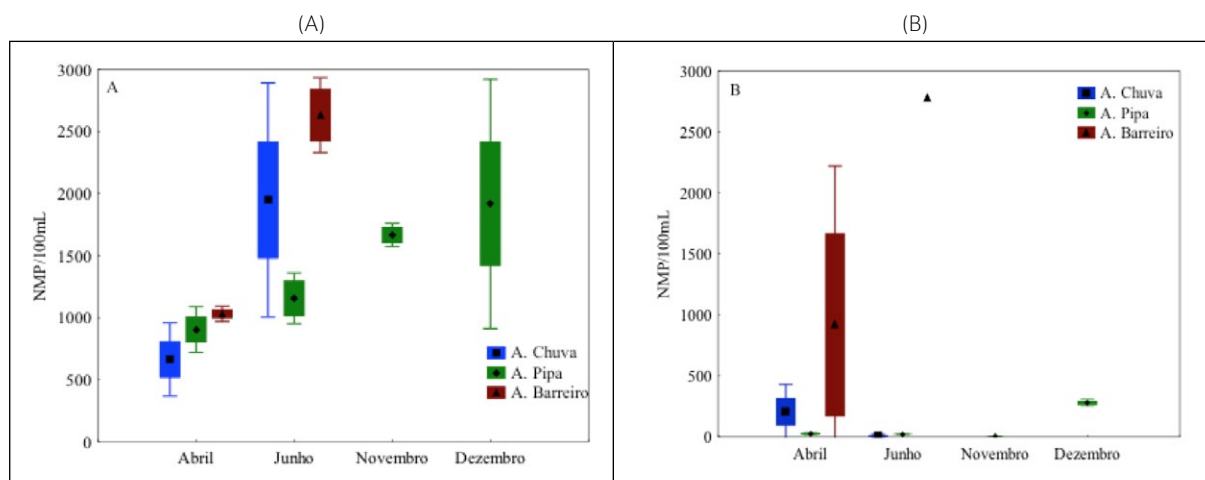 (A)
(B)
A
3000
2500
2000
1500
1000
500
0
NMP/100mL
A. Chuva
A. Pipa
A. Barreiro
Abril Junho Novembro Dezembro
B
3000
2500
2000
1500
1000
500
0
NMP/100mL
A. Chuva
A. Pipa
A. Barreiro
Abril Junho Novembro Dezembro